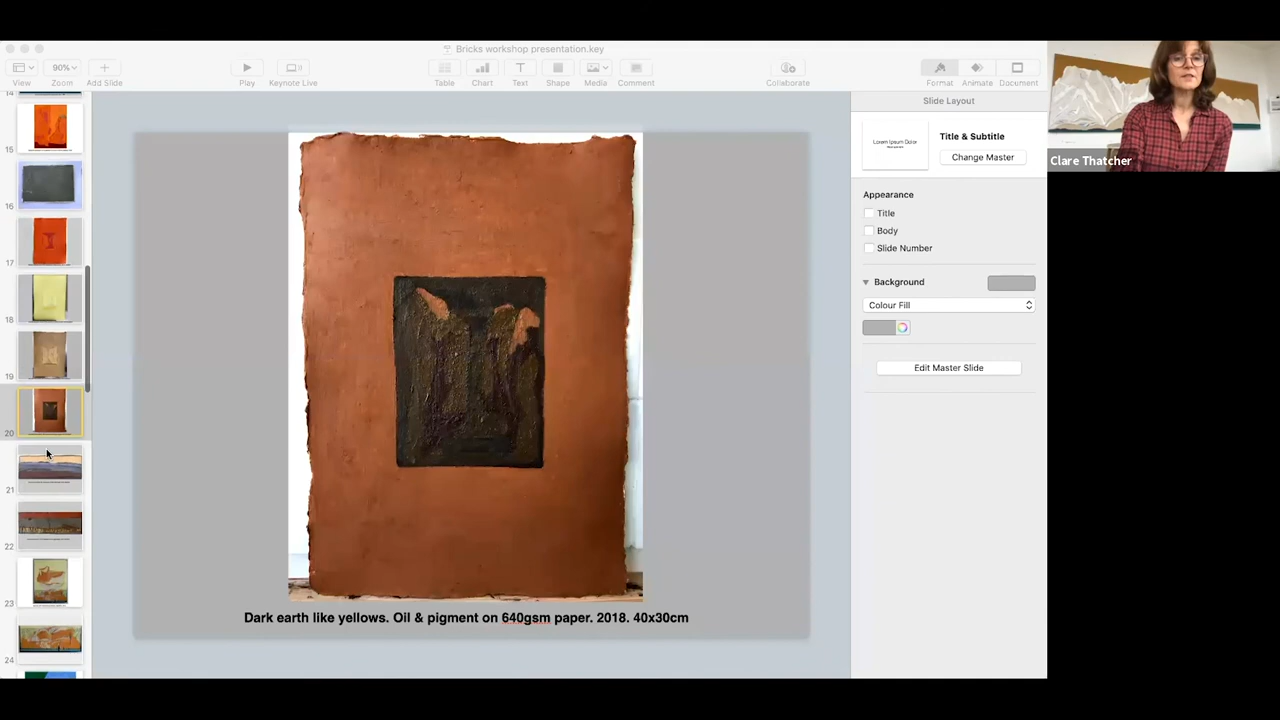 Bricks workshop presentation.key
View
90%
Zoom
Add Slide
Play
Keynote Live
Table
Chart
Text
Shape
Media
Comment
Collaborate
Format
Animate
Document
Slide Layout
Lorem Ipsum Dolor
Title & Subtitle
Change Master
Appearance
Title
Body
Slide Number
Background
Colour Fill
Edit Master Slide
14
15
16
17
18
19
20
21
22
23
24
Dark earth like yellows. Oil & pigment on 640gsm paper. 2018. 40x30cm
Clare Thatcher